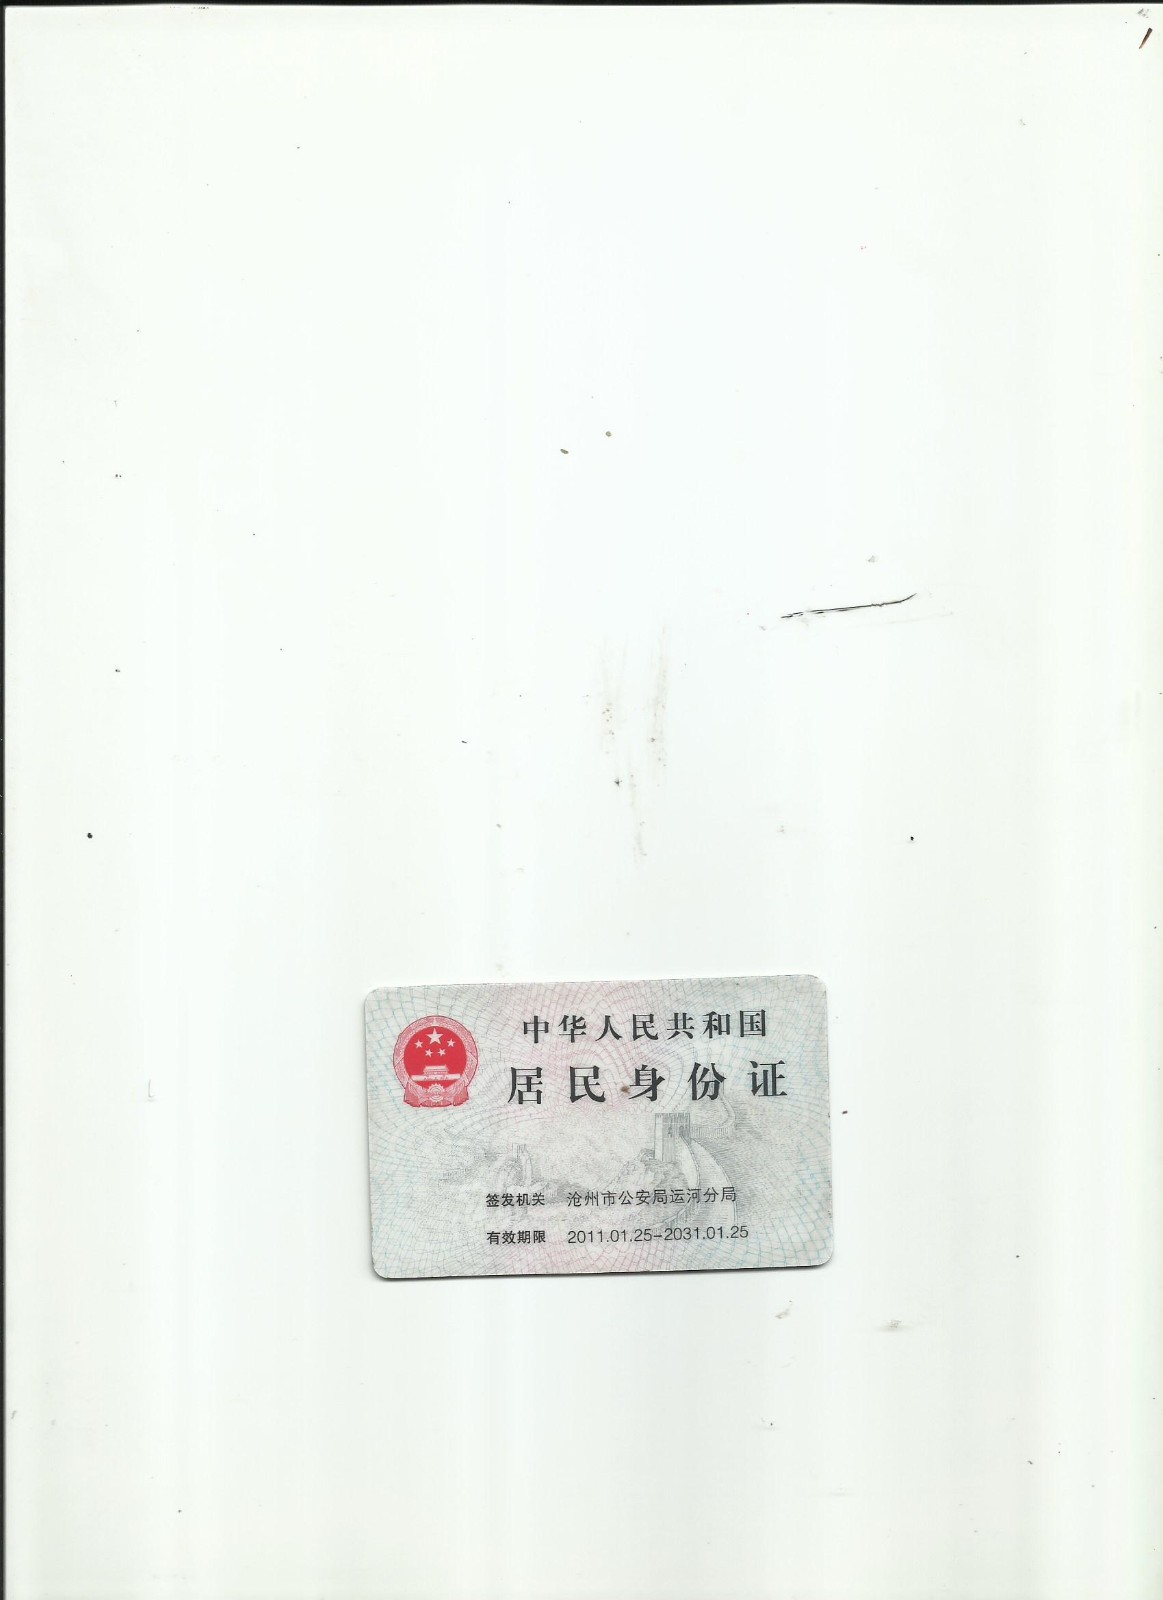 中华人民共和国
居民身份证
签发机关 沧州市公安局运河分局
有效期限 2011.01.25-2031.01.25